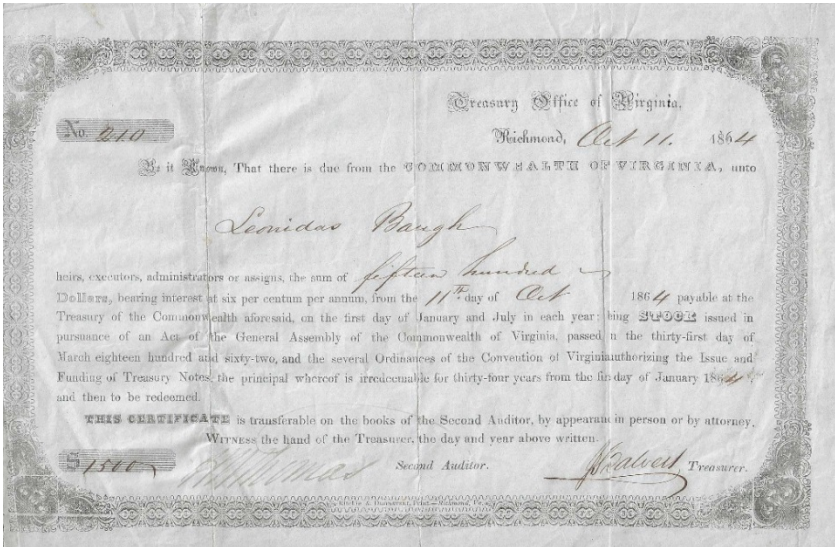 Treasury Office of Virginia,
No. 210
Richmond, Oct 11. 1864
Be it Known, That there is due from the COMMONWEALTH OF VIRGINIA, unto
Leonidas Baugh
heirs, executors, administrators or assigns, the sum of fifteen hundred
Dollars, bearing interest at six per centum per annum, from the 11th. day of Oct 1864 payable at the
Treasury of the Commonwealth aforesaid, on the first day of January and July in each year: bing STOCK issued in
pursuance of an Act of the General Assembly of the Commonwealth of Virginia, passed n the thirty-first day of
March eighteen hundred and sixty-two, and the several Ordinances of the Convention of Virginiauthorizing the Issue and
Funding of Treasury Notes, the principal whereof is irredeemable for thirty-four years from the day of January 1864
and then to be redeemed.
THIS CERTIFICATE is transferable on the books of the Second Auditor, by appearane in person or by attorney.
WITNESS the hand of the Treasurer, the day and year above written.
$ 1500 Thomas Second Auditor. Calvert Treasurer.